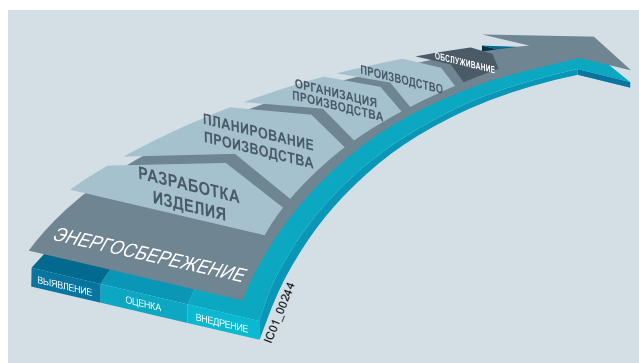 ОБСЛУЖИВАНИЕ
ПРОИЗВОДСТВО
ОРГАНИЗАЦИЯ
ПРОИЗВОДСТВА
ПЛАНИРОВАНИЕ
ПРОИЗВОДСТВА
РАЗРАБОТКА
ИЗДЕЛИЯ
ЭНЕРГОСБЕРЕЖЕНИЕ
ВЫЯВЛЕНИЕ
ОЦЕНКА
ВНЕДРЕНИЕ
IC01_00244